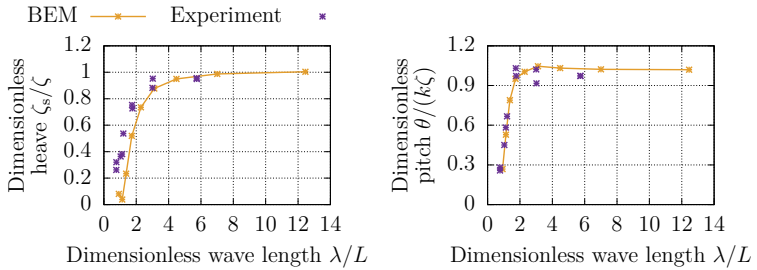 BEM Experiment
Dimensionless heave ζs/ζ
1.2
1
0.8
0.6
0.4
0.2
0
0 2 4 6 8 10 12 14
Dimensionless wave length λ/L
Dimensionless pitch θ/(kζ)
1.2
0.9
0.6
0.3
0
0 2 4 6 8 10 12 14
Dimensionless wave length λ/L